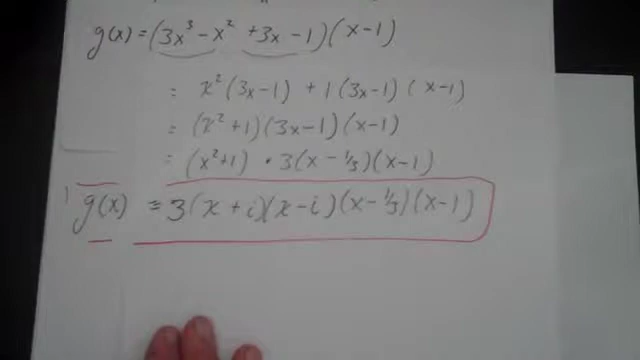 g(x) = (3x³ - x² + 3x - 1)(x - 1)
= x²(3x-1) + 1(3x-1)(x-1)
= (x²+1)(3x-1)(x-1)
= (x²+1) · 3(x - 1/3)(x-1)
g(x) = 3(x + i)(x - i)(x - 1/3)(x - 1)